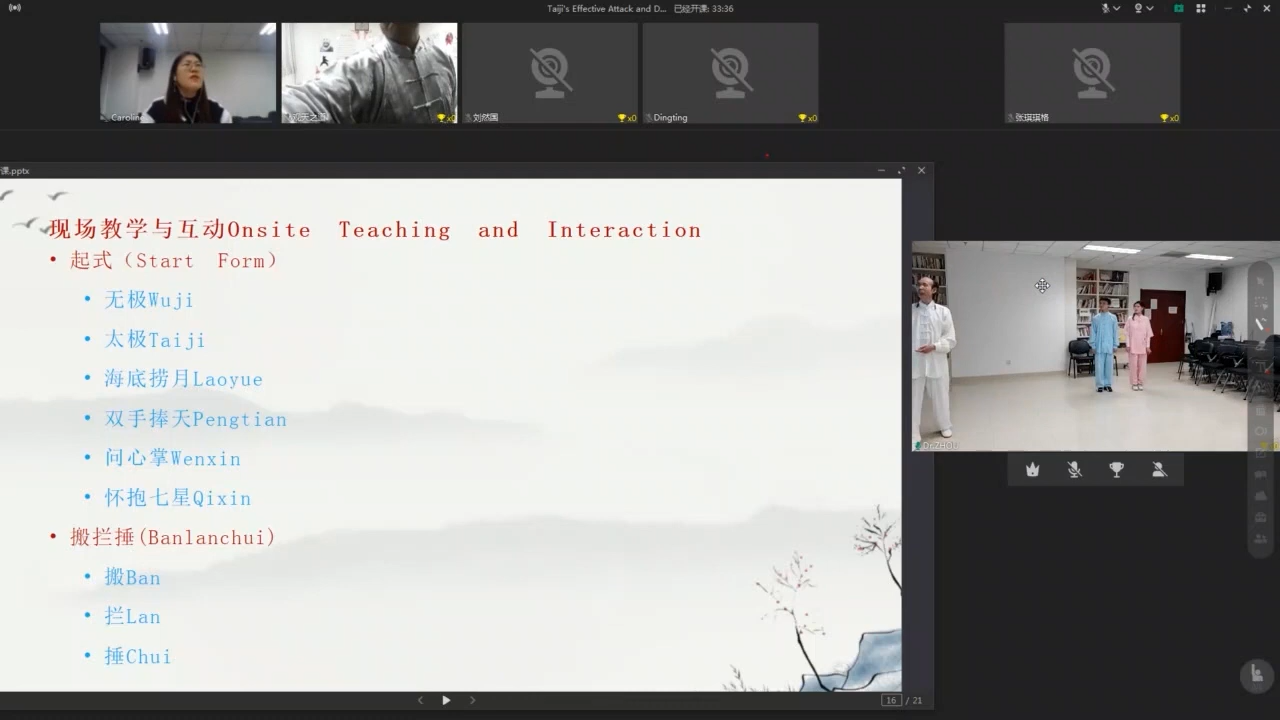 Taiji's Effective Attack and D... 已经开课: 33:36
Caroline
x0
刘然国
x0
Dingting
x0
张琪琪格
x0
课.pptx
现场教学与互动Onsite Teaching and Interaction
• 起式（Start Form）
• 无极Wuji
• 太极Taiji
• 海底捞月Laoyue
• 双手捧天Pengtian
• 问心掌Wenxin
• 怀抱七星Qixin
• 搬拦捶(Banlanchui)
• 搬Ban
• 拦Lan
• 捶Chui
Dr.ZHOU
16 / 21